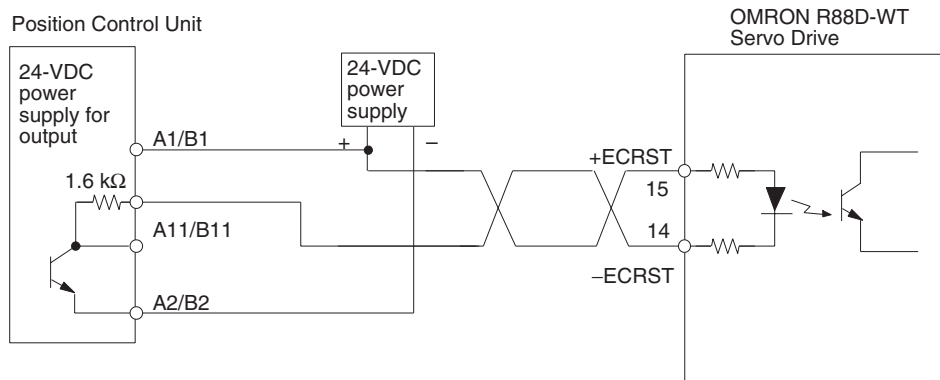 Position Control Unit
OMRON R88D-WT
Servo Drive
24-VDC
power
supply for
output
24-VDC
power
supply
A1/B1
+
−
+ECRST
15
1.6 kΩ
A11/B11
14
−ECRST
A2/B2